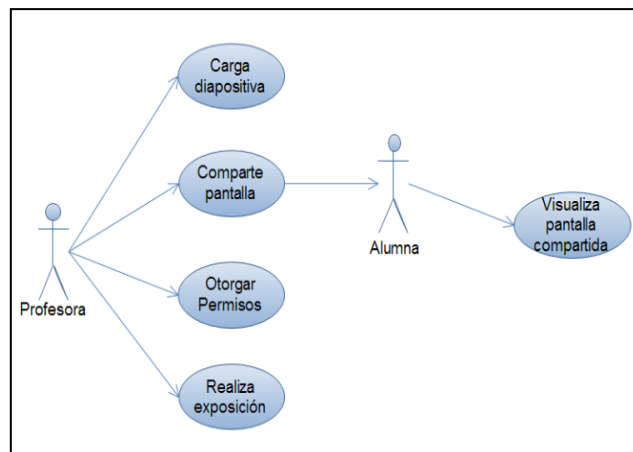 Carga
diapositiva
Comparte
pantalla
Alumna
Visualiza
pantalla
compartida
Profesora
Otorgar
Permisos
Realiza
exposición